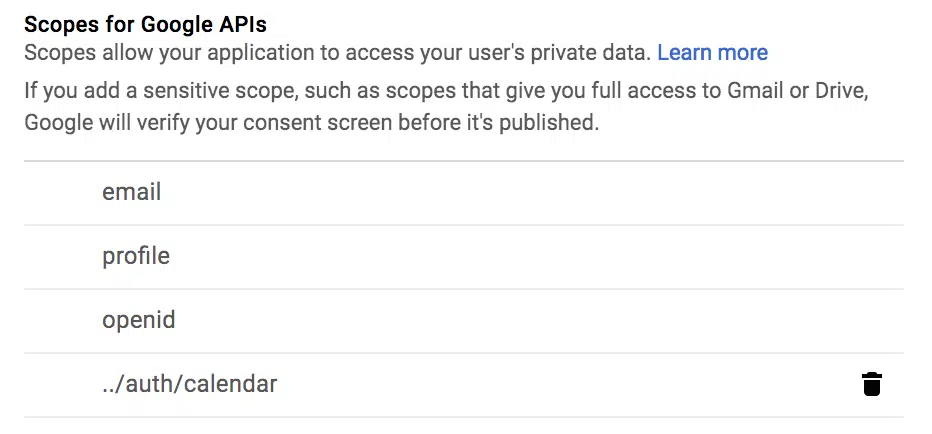 Scopes for Google APIs
Scopes allow your application to access your user's private data. Learn more
If you add a sensitive scope, such as scopes that give you full access to Gmail or Drive,
Google will verify your consent screen before it's published.
email
profile
openid
../auth/calendar